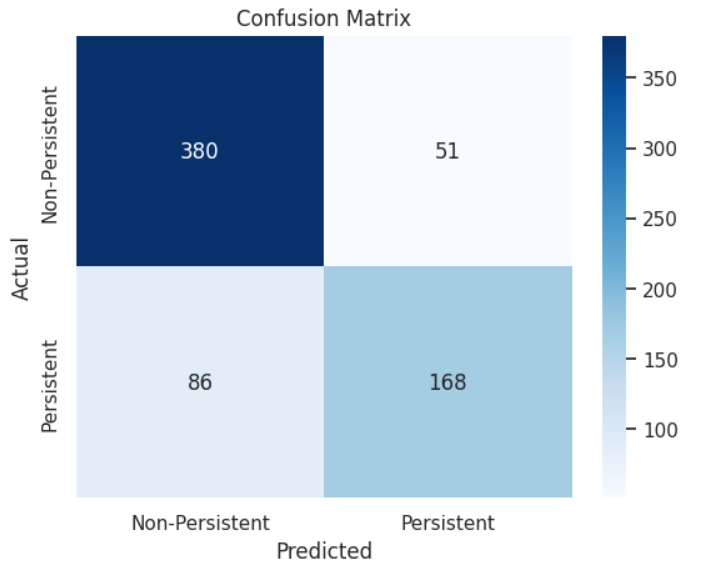 Confusion Matrix
Actual
Non-Persistent
380
51
Persistent
86
168
Non-Persistent
Persistent
Predicted
350
300
250
200
150
100